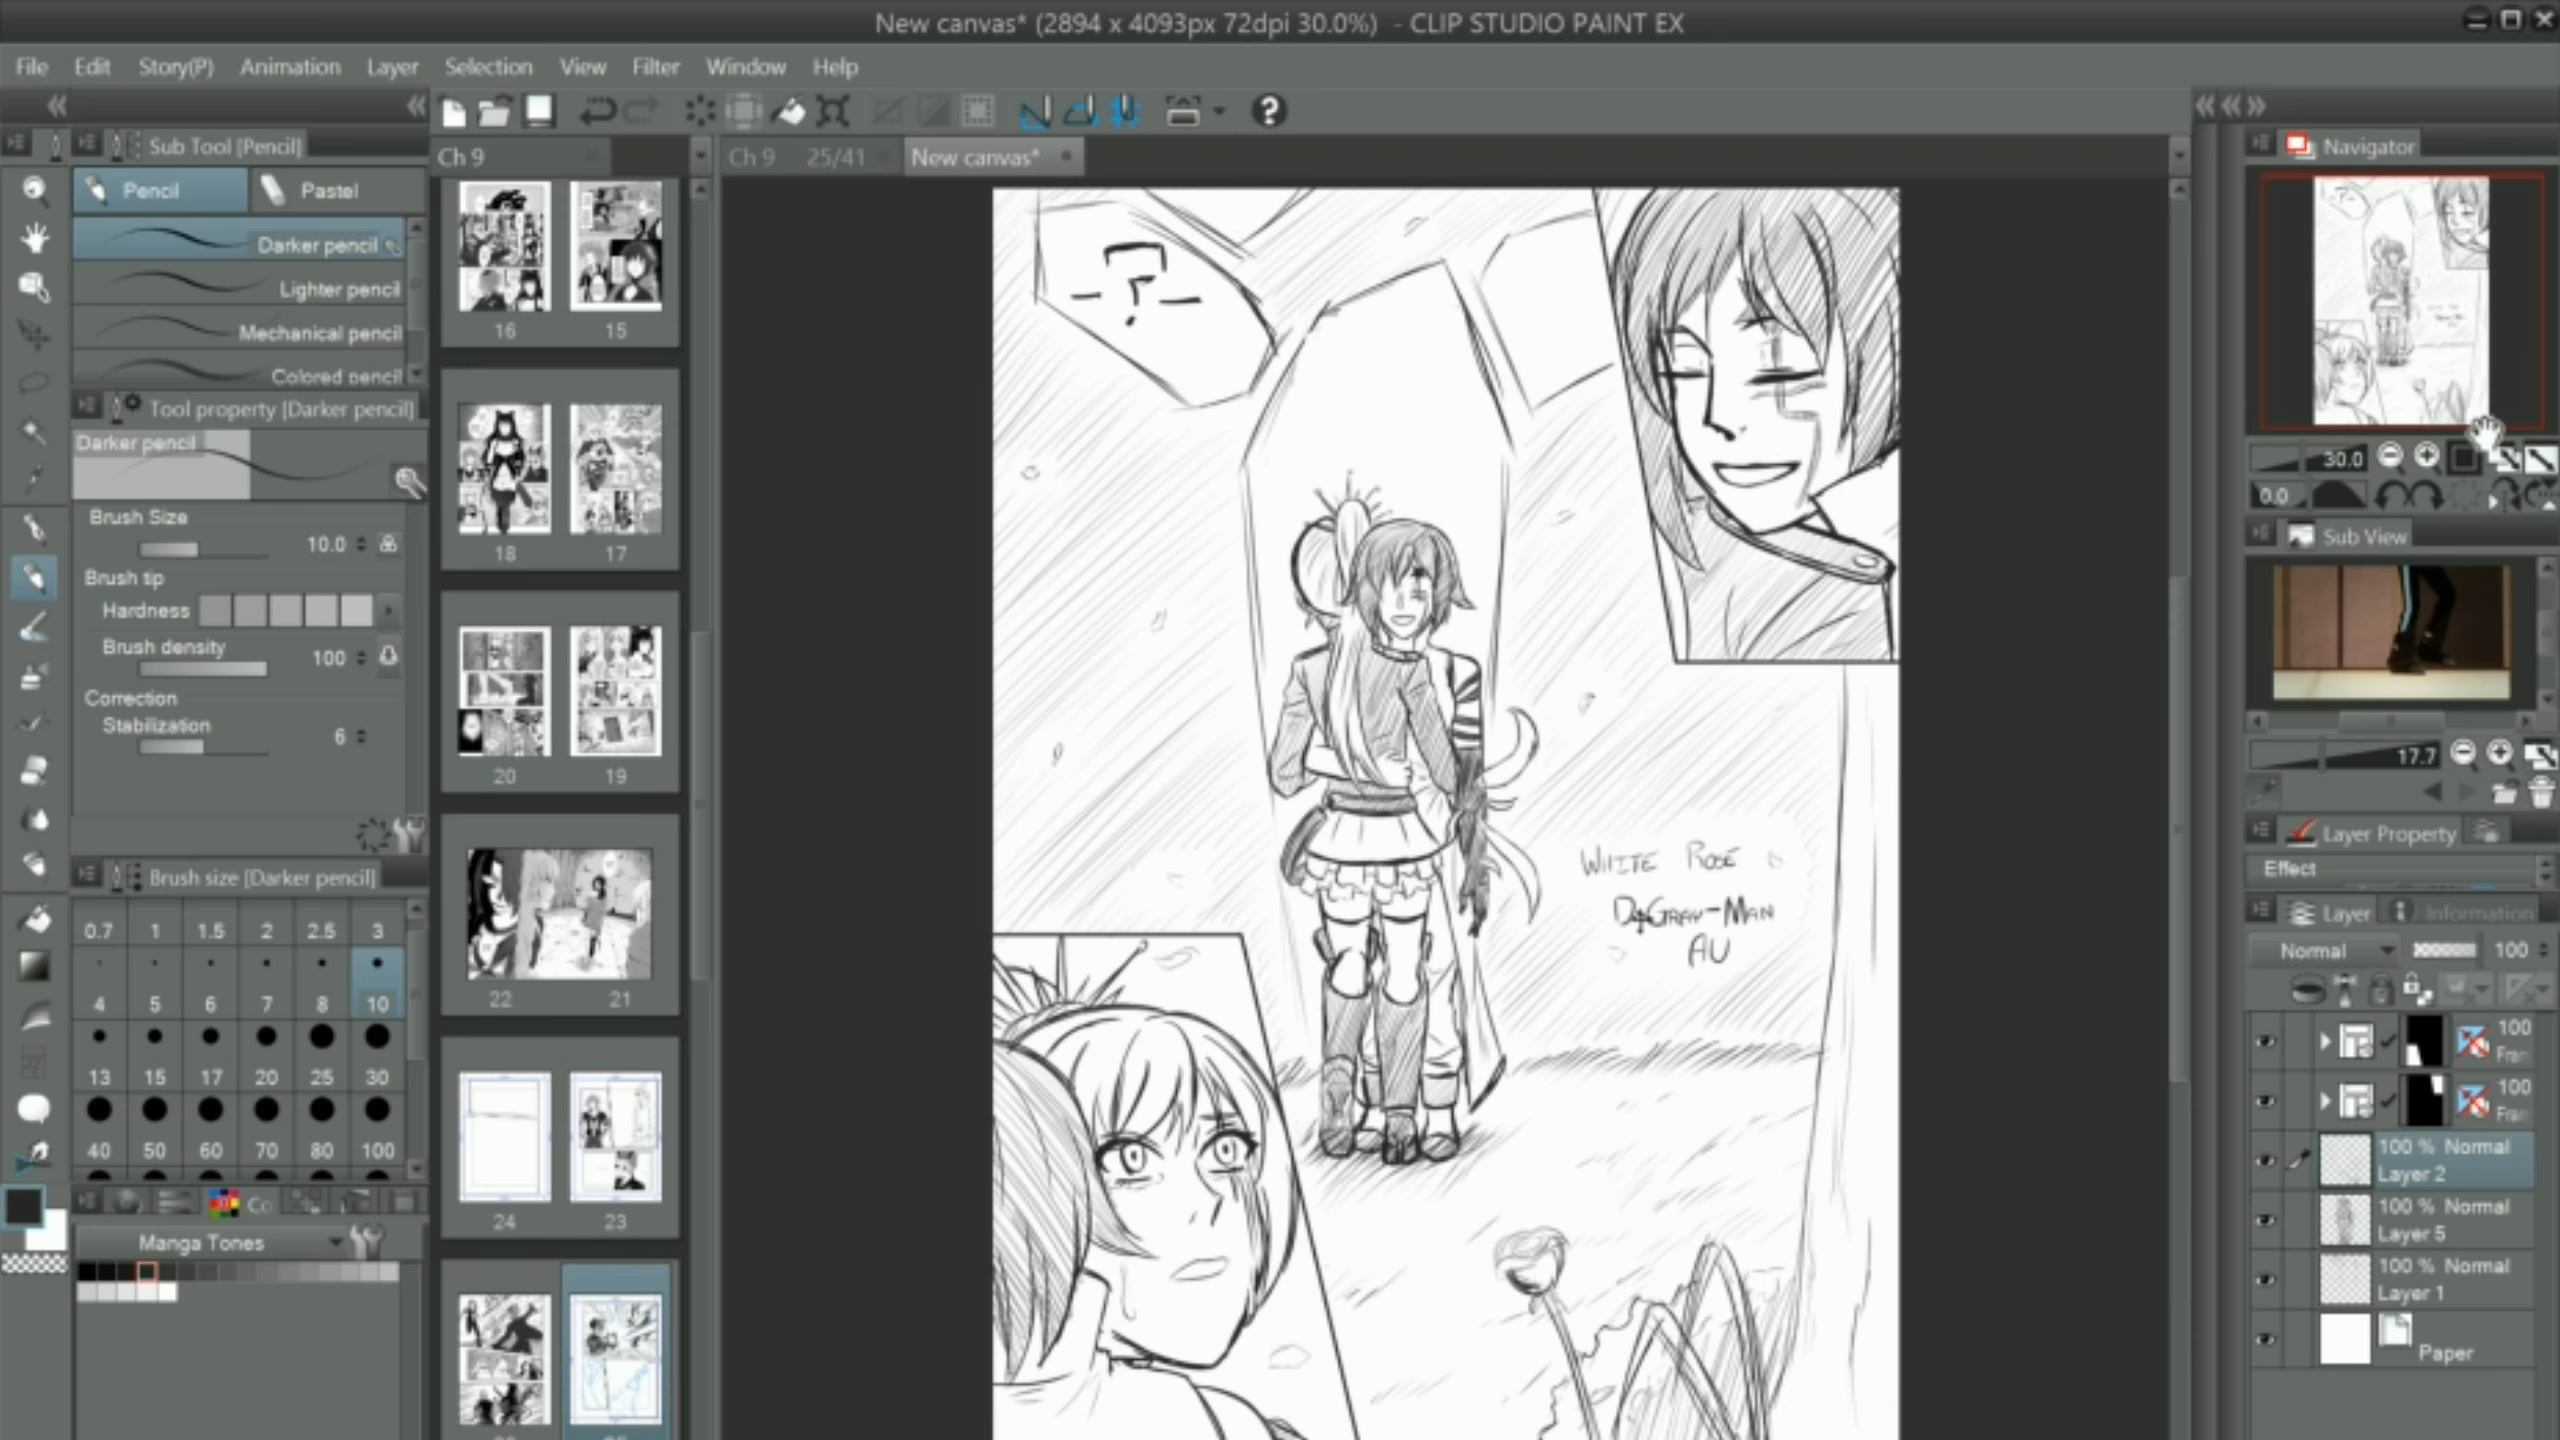 New canvas* (2894 x 4093px 72dpi 30.0%) - CLIP STUDIO PAINT EX
File Edit Story(P) Animation Layer Selection View Filter Window Help
Sub Tool [Pencil]
Pencil Pastel
Darker pencil
Lighter pencil
Mechanical pencil
Colored pencil
Tool property [Darker pencil]
Darker pencil
Brush Size 10.0
Brush tip
Hardness
Brush density 100
Correction
Stabilization 6
Brush size [Darker pencil]
0.7 1 1.5 2 2.5 3
4 5 6 7 8 10
13 15 17 20 25 30
40 50 60 70 80 100
Co
Manga Tones
Ch 9
16 15
18 17
20 19
22 21
24 23
Ch 9 25/41
New canvas*
?
WHITE ROSE
D.GRAY-MAN
AU
Navigator
30.0
0.0
Sub View
17.7
Layer Property
Effect
Layer Information
Normal 100
100
Fram
100
Fram
100 % Normal
Layer 2
100 % Normal
Layer 5
100 % Normal
Layer 1
Paper